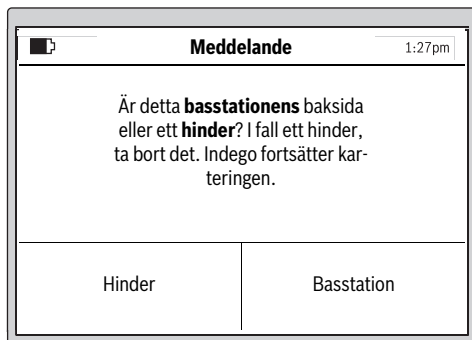 Meddelande 1:27pm
Är detta basstationens baksida
eller ett hinder? I fall ett hinder,
ta bort det. Indego fortsätter kar-
teringen.
Hinder Basstation